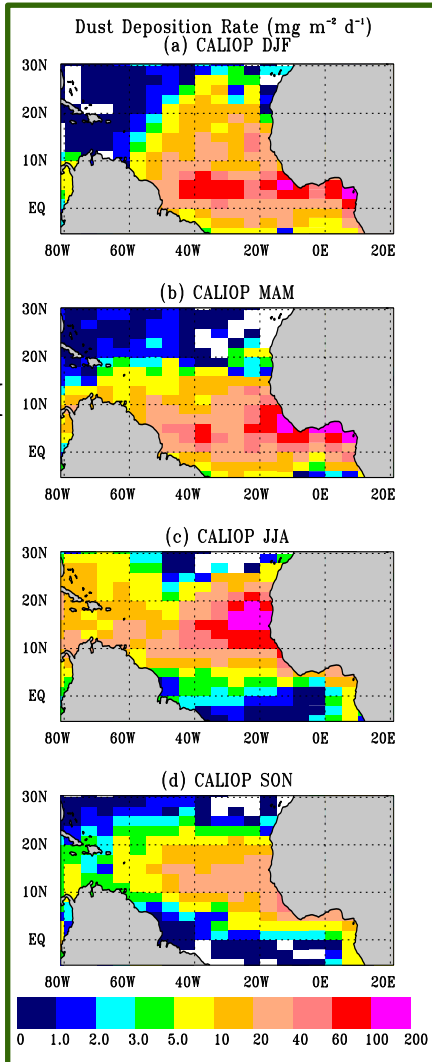 Dust Deposition Rate (mg m⁻² d⁻¹)
(a) CALIOP DJF
30N
20N
10N
EQ
80W 60W 40W 20W 0E 20E
(b) CALIOP MAM
30N
20N
10N
EQ
80W 60W 40W 20W 0E 20E
(c) CALIOP JJA
30N
20N
10N
EQ
80W 60W 40W 20W 0E 20E
(d) CALIOP SON
30N
20N
10N
EQ
80W 60W 40W 20W 0E 20E
0 1.0 2.0 3.0 5.0 10 20 40 60 100 200